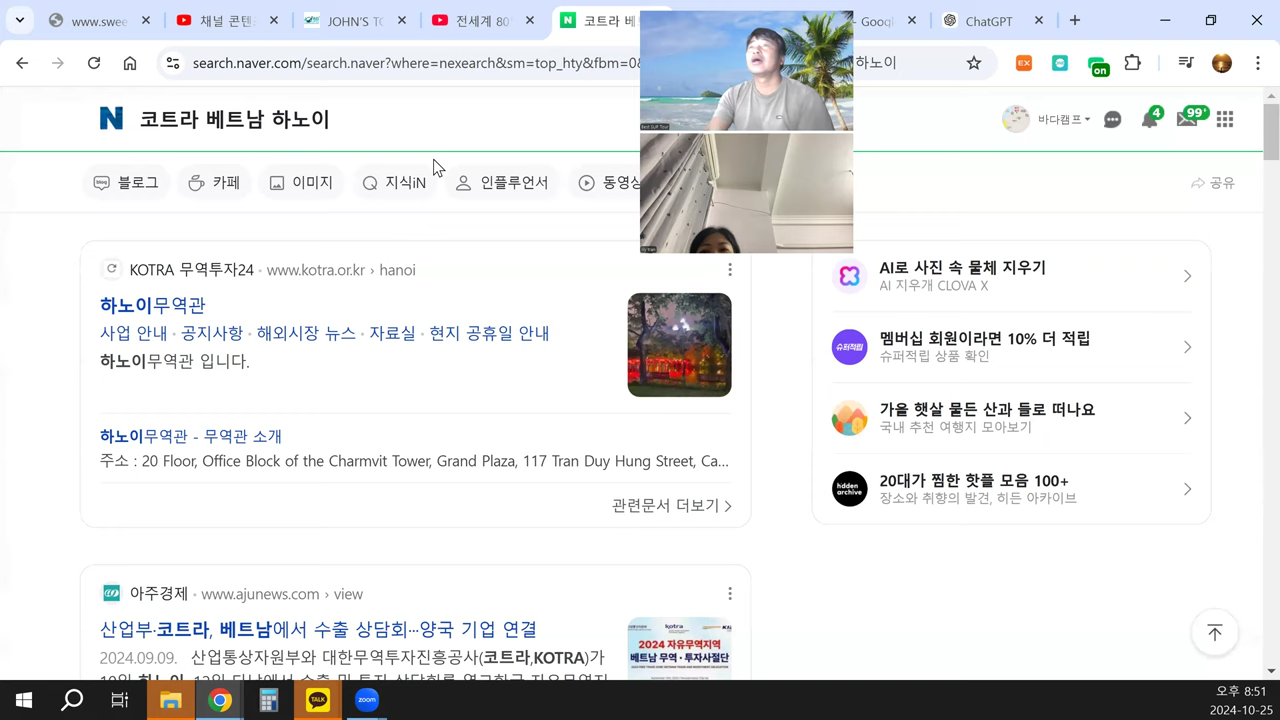 www.swee
채널 콘텐
JOHN'S TO
전세계 80
코트라 베
- Googl
ChatGPT
search.naver.com/search.naver?where=nexearch&sm=top_hty&fbm=0&
하노이
EX
on
N 코트라 베트남 하노이
바다캠프
4
99+
블로그
카페
이미지
지식iN
인플루언서
동영상
공유
KOTRA 무역투자24 · www.kotra.or.kr › hanoi
하노이무역관
사업 안내 · 공지사항 · 해외시장 뉴스 · 자료실 · 현지 공휴일 안내
하노이무역관 입니다.
하노이무역관 - 무역관 소개
주소 : 20 Floor, Office Block of the Charmvit Tower, Grand Plaza, 117 Tran Duy Hung Street, Ca...
관련문서 더보기
AI로 사진 속 물체 지우기
AI 지우개 CLOVA X
슈퍼적립
멤버십 회원이라면 10% 더 적립
슈퍼적립 상품 확인
가을 햇살 물든 산과 들로 떠나요
국내 추천 여행지 모아보기
hdden
archive
20대가 찜한 핫플 모음 100+
장소와 취향의 발견, 히든 아카이브
아주경제 · www.ajunews.com › view
산업부·코트라, 베트남에서 수출 상담회···양국 기업 연결
2024.09.09. 산업통상자원부와 대한무역투자진흥공사(코트라,KOTRA)가
kotra
2024 자유무역지역
베트남 무역·투자사절단
TALK
zoom
오후 8:51
2024-10-25